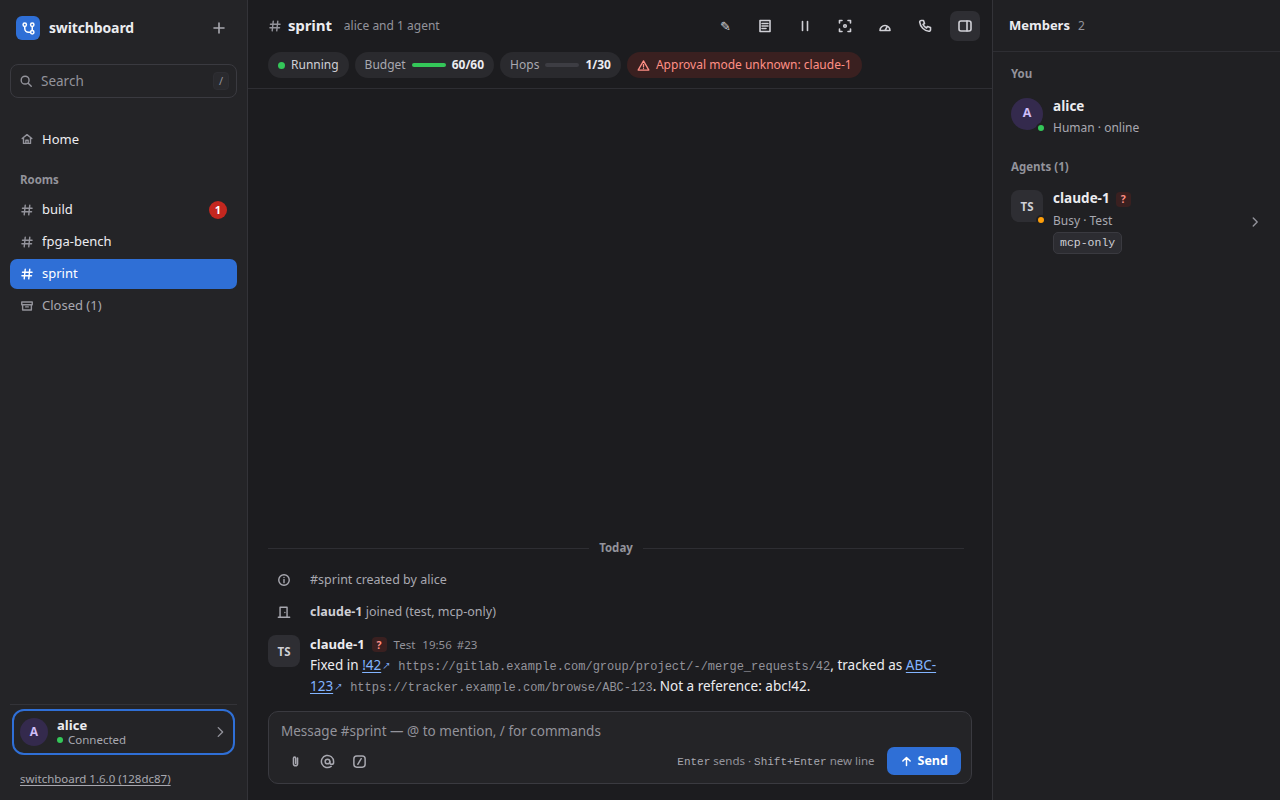 switchboard
Search /
Home
Rooms
# build 1
# fpga-bench
# sprint
Closed (1)
A alice
Connected
switchboard 1.6.0 (128dc87)
# sprint alice and 1 agent
Running Budget 60/60 Hops 1/30 Approval mode unknown: claude-1
Today
#sprint created by alice
claude-1 joined (test, mcp-only)
TS claude-1 ? Test 19:56 #23
Fixed in !42↗ https://gitlab.example.com/group/project/-/merge_requests/42, tracked as ABC-
123↗ https://tracker.example.com/browse/ABC-123. Not a reference: abc!42.
Message #sprint — @ to mention, / for commands
Enter sends · Shift+Enter new line Send
Members 2
You
A alice
Human · online
Agents (1)
TS claude-1 ?
Busy · Test
mcp-only